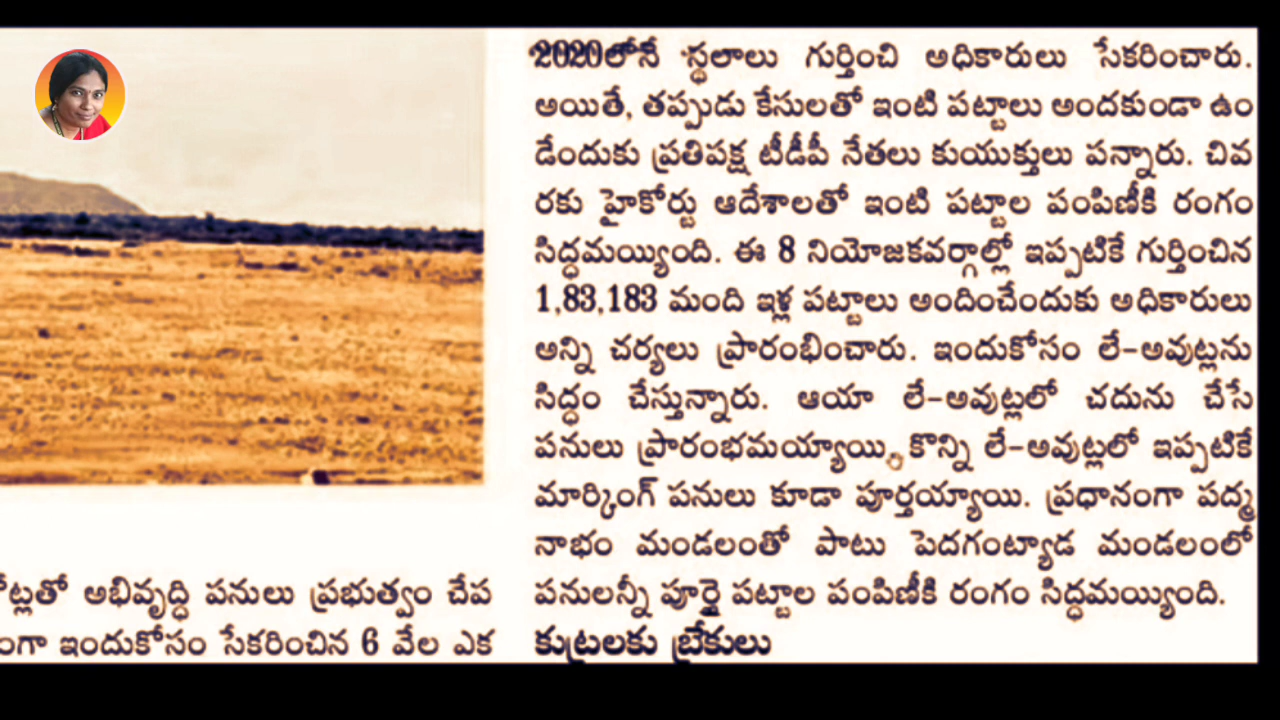 2020లోనే స్థలాలు గుర్తించి అధికారులు సేకరించారు.
అయితే, తప్పుడు కేసులతో ఇంటి పట్టాలు అందకుండా ఉం
డేందుకు ప్రతిపక్ష టీడీపీ నేతలు కుయుక్తులు పన్నారు. చివ
రకు హైకోర్టు ఆదేశాలతో ఇంటి పట్టాల పంపిణీకి రంగం
సిద్ధమయ్యింది. ఈ 8 నియోజకవర్గాల్లో ఇప్పటికే గుర్తించిన
1,83,183 మంది ఇళ్ల పట్టాలు అందించేందుకు అధికారులు
అన్ని చర్యలు ప్రారంభించారు. ఇందుకోసం లే-అవుట్లను
సిద్ధం చేస్తున్నారు. ఆయా లే-అవుట్లలో చదును చేసే
పనులు ప్రారంభమయ్యాయి. కొన్ని లే-అవుట్లలో ఇప్పటికే
మార్కింగ్ పనులు కూడా పూర్తయ్యాయి. ప్రధానంగా పద్మ
నాభం మండలంతో పాటు పెదగంట్యాడ మండలంలో
పనులన్నీ పూర్తై పట్టాల పంపిణీకి రంగం సిద్ధమయ్యింది.
కుట్రలకు బ్రేకులు
అభివృద్ధి పనులు ప్రభుత్వం చేప
ఇందుకోసం సేకరించిన 6 వేల ఎక